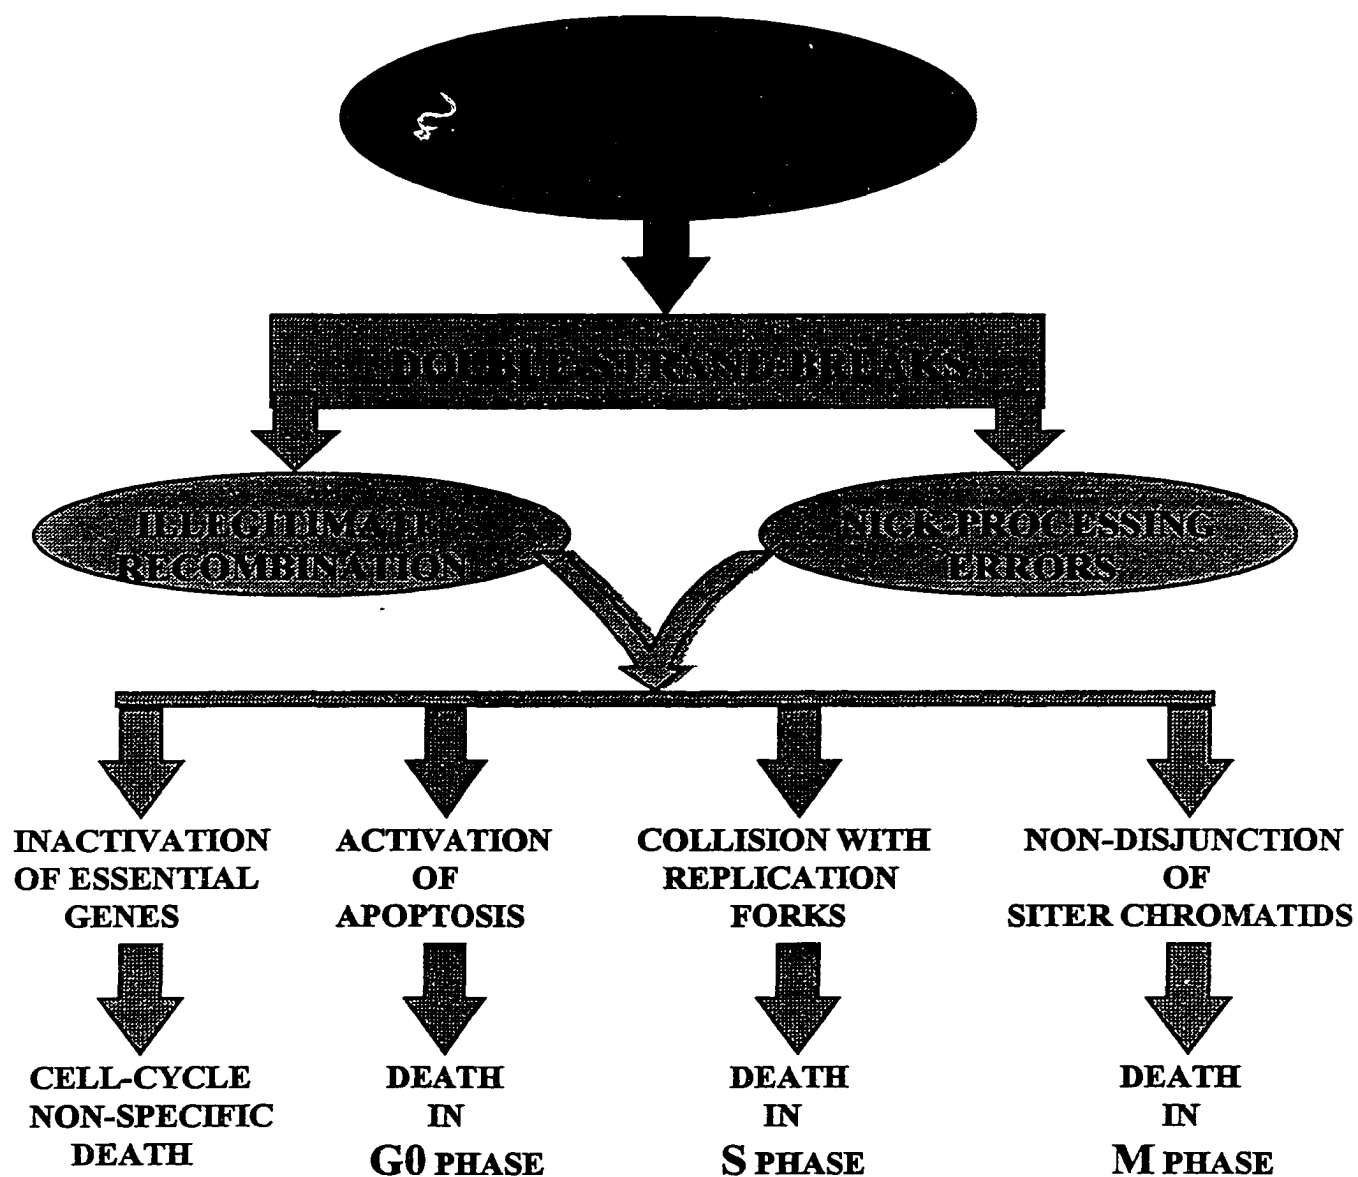 DOUBLE-STRAND-BREAKS
ILLEGITIMATE
RECOMBINATION
NICK-PROCESSING
ERRORS
INACTIVATION
OF ESSENTIAL
GENES
ACTIVATION
OF
APOPTOSIS
COLLISION WITH
REPLICATION
FORKS
NON-DISJUNCTION
OF
SITER CHROMATIDS
CELL-CYCLE
NON-SPECIFIC
DEATH
DEATH
IN
G0 PHASE
DEATH
IN
S PHASE
DEATH
IN
M PHASE